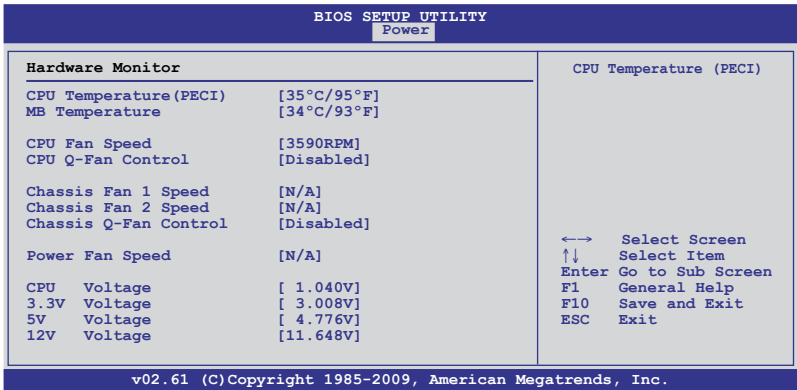 BIOS SETUP UTILITY
Power
Hardware Monitor
CPU Temperature(PECI) [35°C/95°F]
MB Temperature [34°C/93°F]
CPU Fan Speed [3590RPM]
CPU Q-Fan Control [Disabled]
Chassis Fan 1 Speed [N/A]
Chassis Fan 2 Speed [N/A]
Chassis Q-Fan Control [Disabled]
Power Fan Speed [N/A]
CPU Voltage [ 1.040V]
3.3V Voltage [ 3.008V]
5V Voltage [ 4.776V]
12V Voltage [11.648V]
CPU Temperature (PECI)
←→ Select Screen
↑↓ Select Item
Enter Go to Sub Screen
F1 General Help
F10 Save and Exit
ESC Exit
v02.61 (C)Copyright 1985-2009, American Megatrends, Inc.